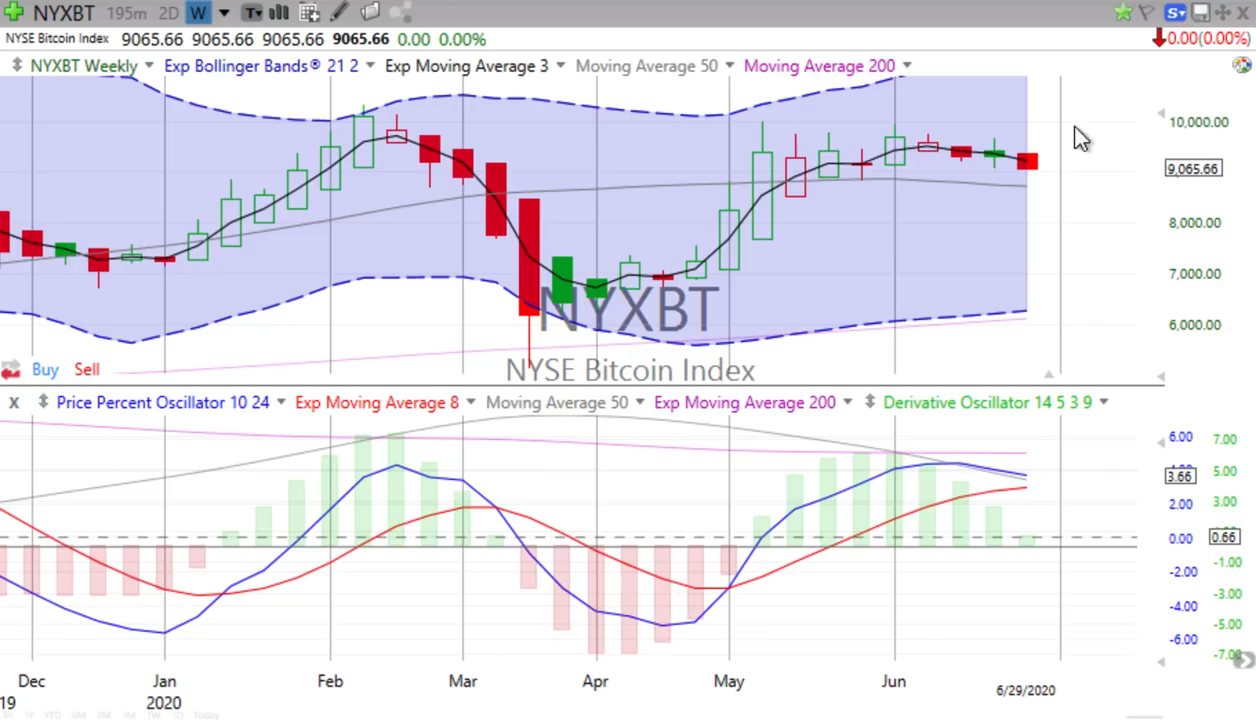 NYXBT 195m 2D W T S
NYSE Bitcoin Index 9065.66 9065.66 9065.66 9065.66 0.00 0.00% 0.00(0.00%)
NYXBT Weekly Exp Bollinger Bands® 21 2 Exp Moving Average 3 Moving Average 50 Moving Average 200
10,000.00
9,065.66
8,000.00
7,000.00
6,000.00
NYXBT
NYSE Bitcoin Index
Buy Sell
X Price Percent Oscillator 10 24 Exp Moving Average 8 Moving Average 50 Exp Moving Average 200 Derivative Oscillator 14 5 3 9
6.00 7.00
3.66 5.00
2.00 3.00
0.00 0.66
-2.00 -1.00
-4.00 -3.00
-6.00 -5.00
-7.00
Dec Jan Feb Mar Apr May Jun 6/29/2020
19 2020
Today